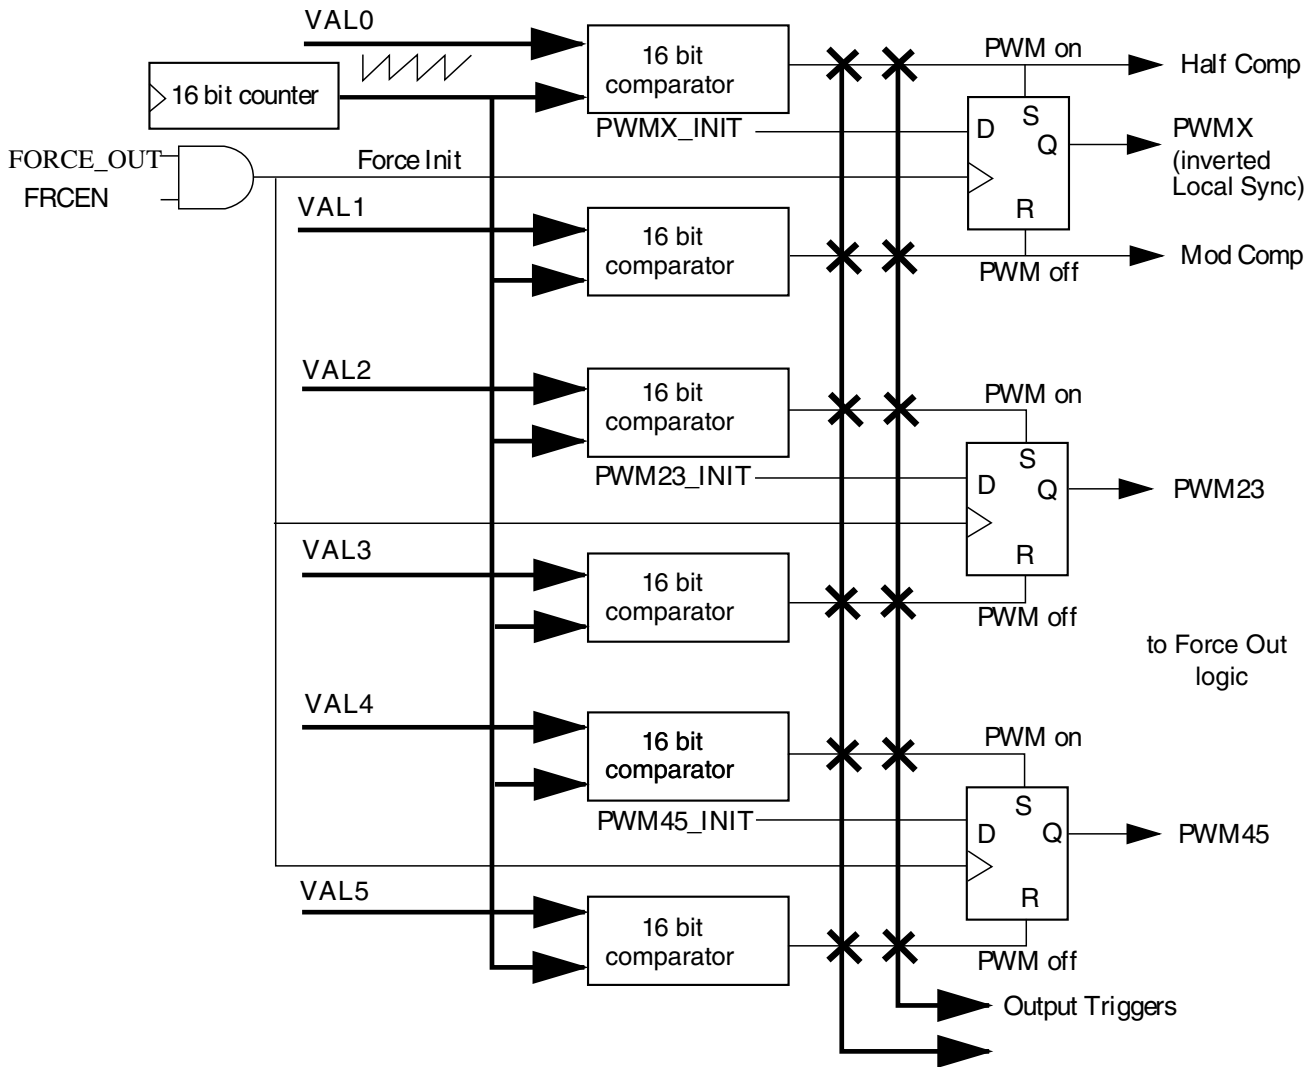 VAL0
16 bit counter
16 bit
comparator
PWMX_INIT
PWM on
Half Comp
D
S
Q
R
PWMX
(inverted
Local Sync)
FORCE_OUT
FRCEN
Force Init
VAL1
16 bit
comparator
PWM off
Mod Comp
VAL2
16 bit
comparator
PWM23_INIT
PWM on
D
S
Q
R
PWM23
VAL3
16 bit
comparator
PWM off
to Force Out
logic
VAL4
16 bit
comparator
PWM45_INIT
PWM on
D
S
Q
R
PWM45
VAL5
16 bit
comparator
PWM off
Output Triggers